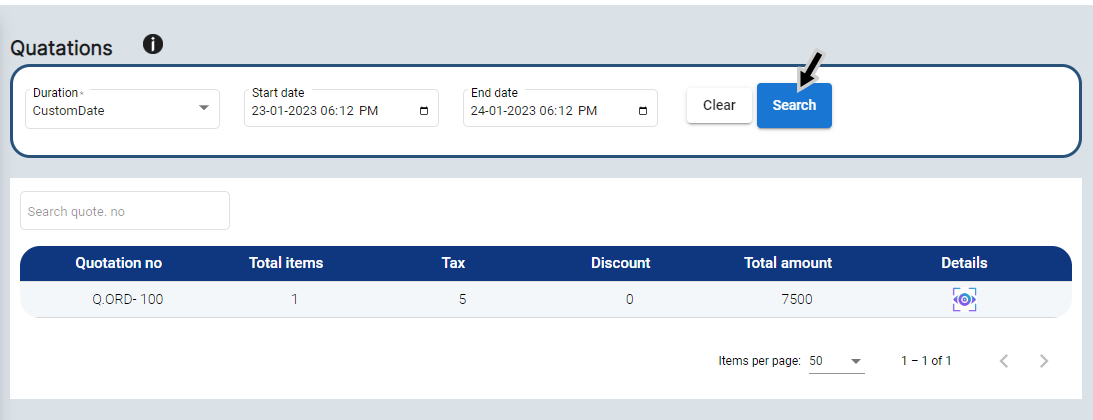 Quatations i
Duration*
CustomDate
Start date
23-01-2023 06:12 PM
End date
24-01-2023 06:12 PM
Clear
Search
Search quote. no
Quotation no Total items Tax Discount Total amount Details
Q.ORD- 100 1 5 0 7500
Items per page: 50 1 – 1 of 1